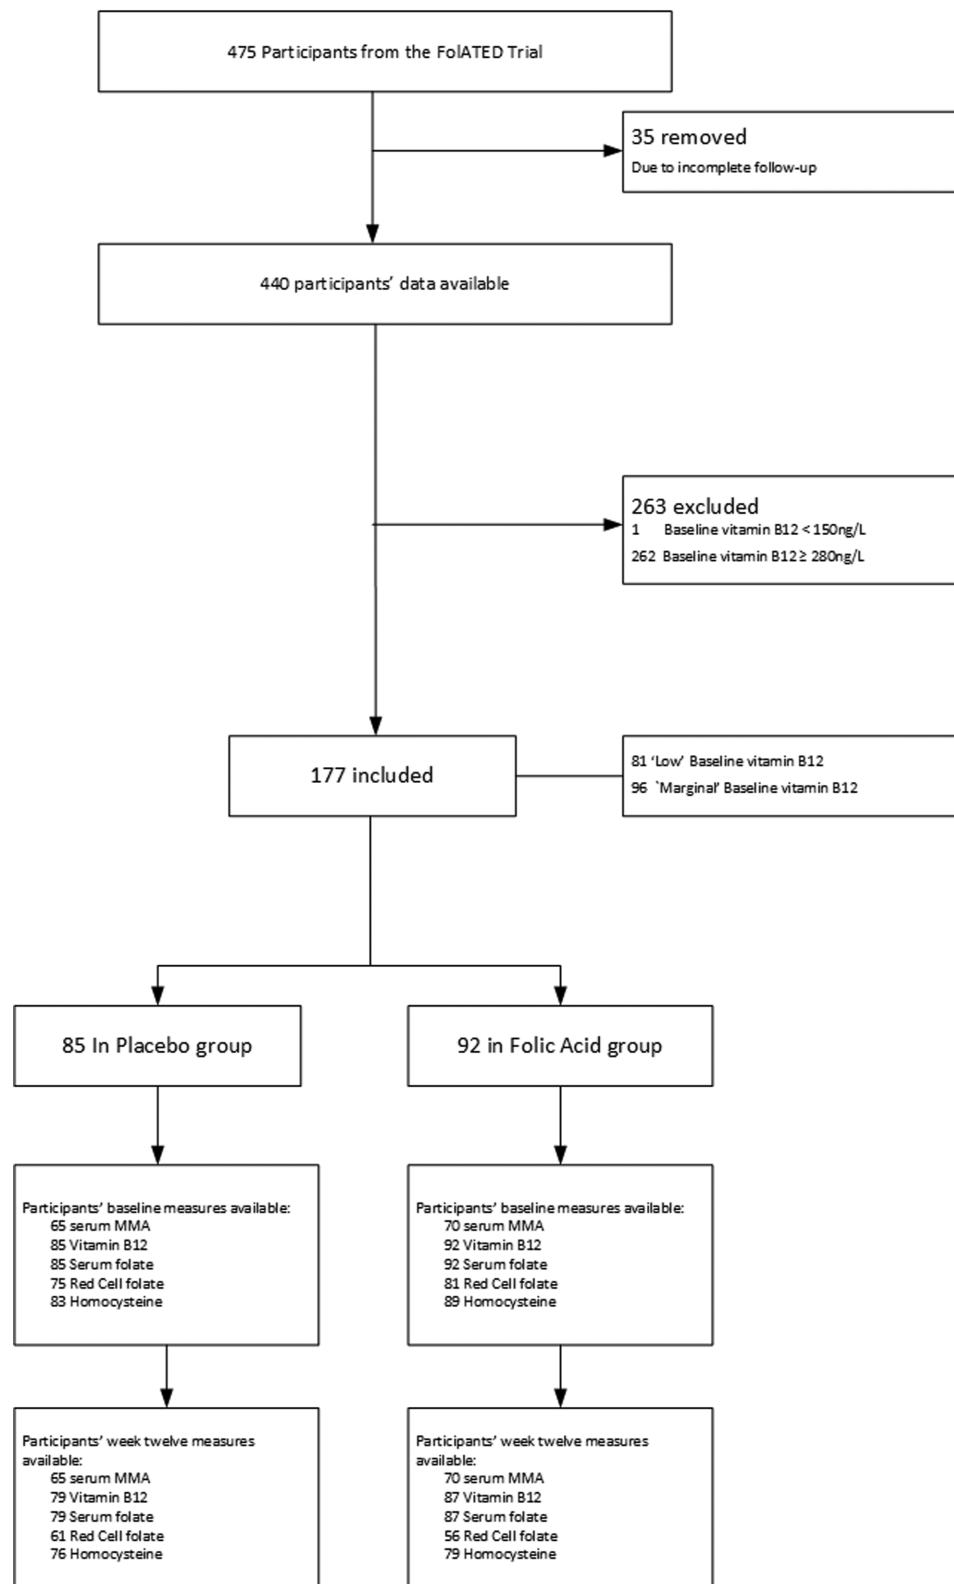 475 Participants from the FolATED Trial
35 removed
Due to incomplete follow-up
440 participants’ data available
263 excluded
1 Baseline vitamin B12 < 150ng/L
262 Baseline vitamin B12 ≥ 280ng/L
177 included
81 ‘Low’ Baseline vitamin B12
96 `Marginal’ Baseline vitamin B12
85 In Placebo group
92 in Folic Acid group
Participants’ baseline measures available:
65 serum MMA
85 Vitamin B12
85 Serum folate
75 Red Cell folate
83 Homocysteine
Participants’ baseline measures available:
70 serum MMA
92 Vitamin B12
92 Serum folate
81 Red Cell folate
89 Homocysteine
Participants’ week twelve measures
available:
65 serum MMA
79 Vitamin B12
79 Serum folate
61 Red Cell folate
76 Homocysteine
Participants’ week twelve measures
available:
70 serum MMA
87 Vitamin B12
87 Serum folate
56 Red Cell folate
79 Homocysteine